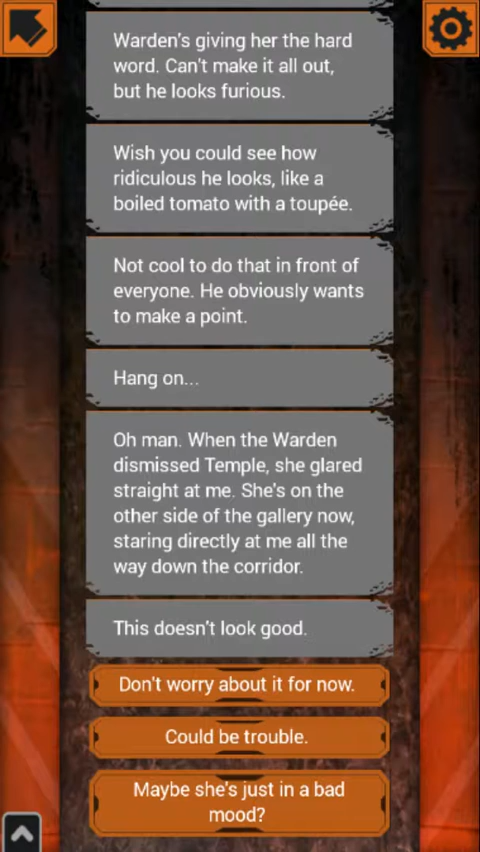 Warden's giving her the hard
word. Can't make it all out,
but he looks furious.
Wish you could see how
ridiculous he looks, like a
boiled tomato with a toupée.
Not cool to do that in front of
everyone. He obviously wants
to make a point.
Hang on...
Oh man. When the Warden
dismissed Temple, she glared
straight at me. She's on the
other side of the gallery now,
staring directly at me all the
way down the corridor.
This doesn't look good.
Don't worry about it for now.
Could be trouble.
Maybe she's just in a bad
mood?